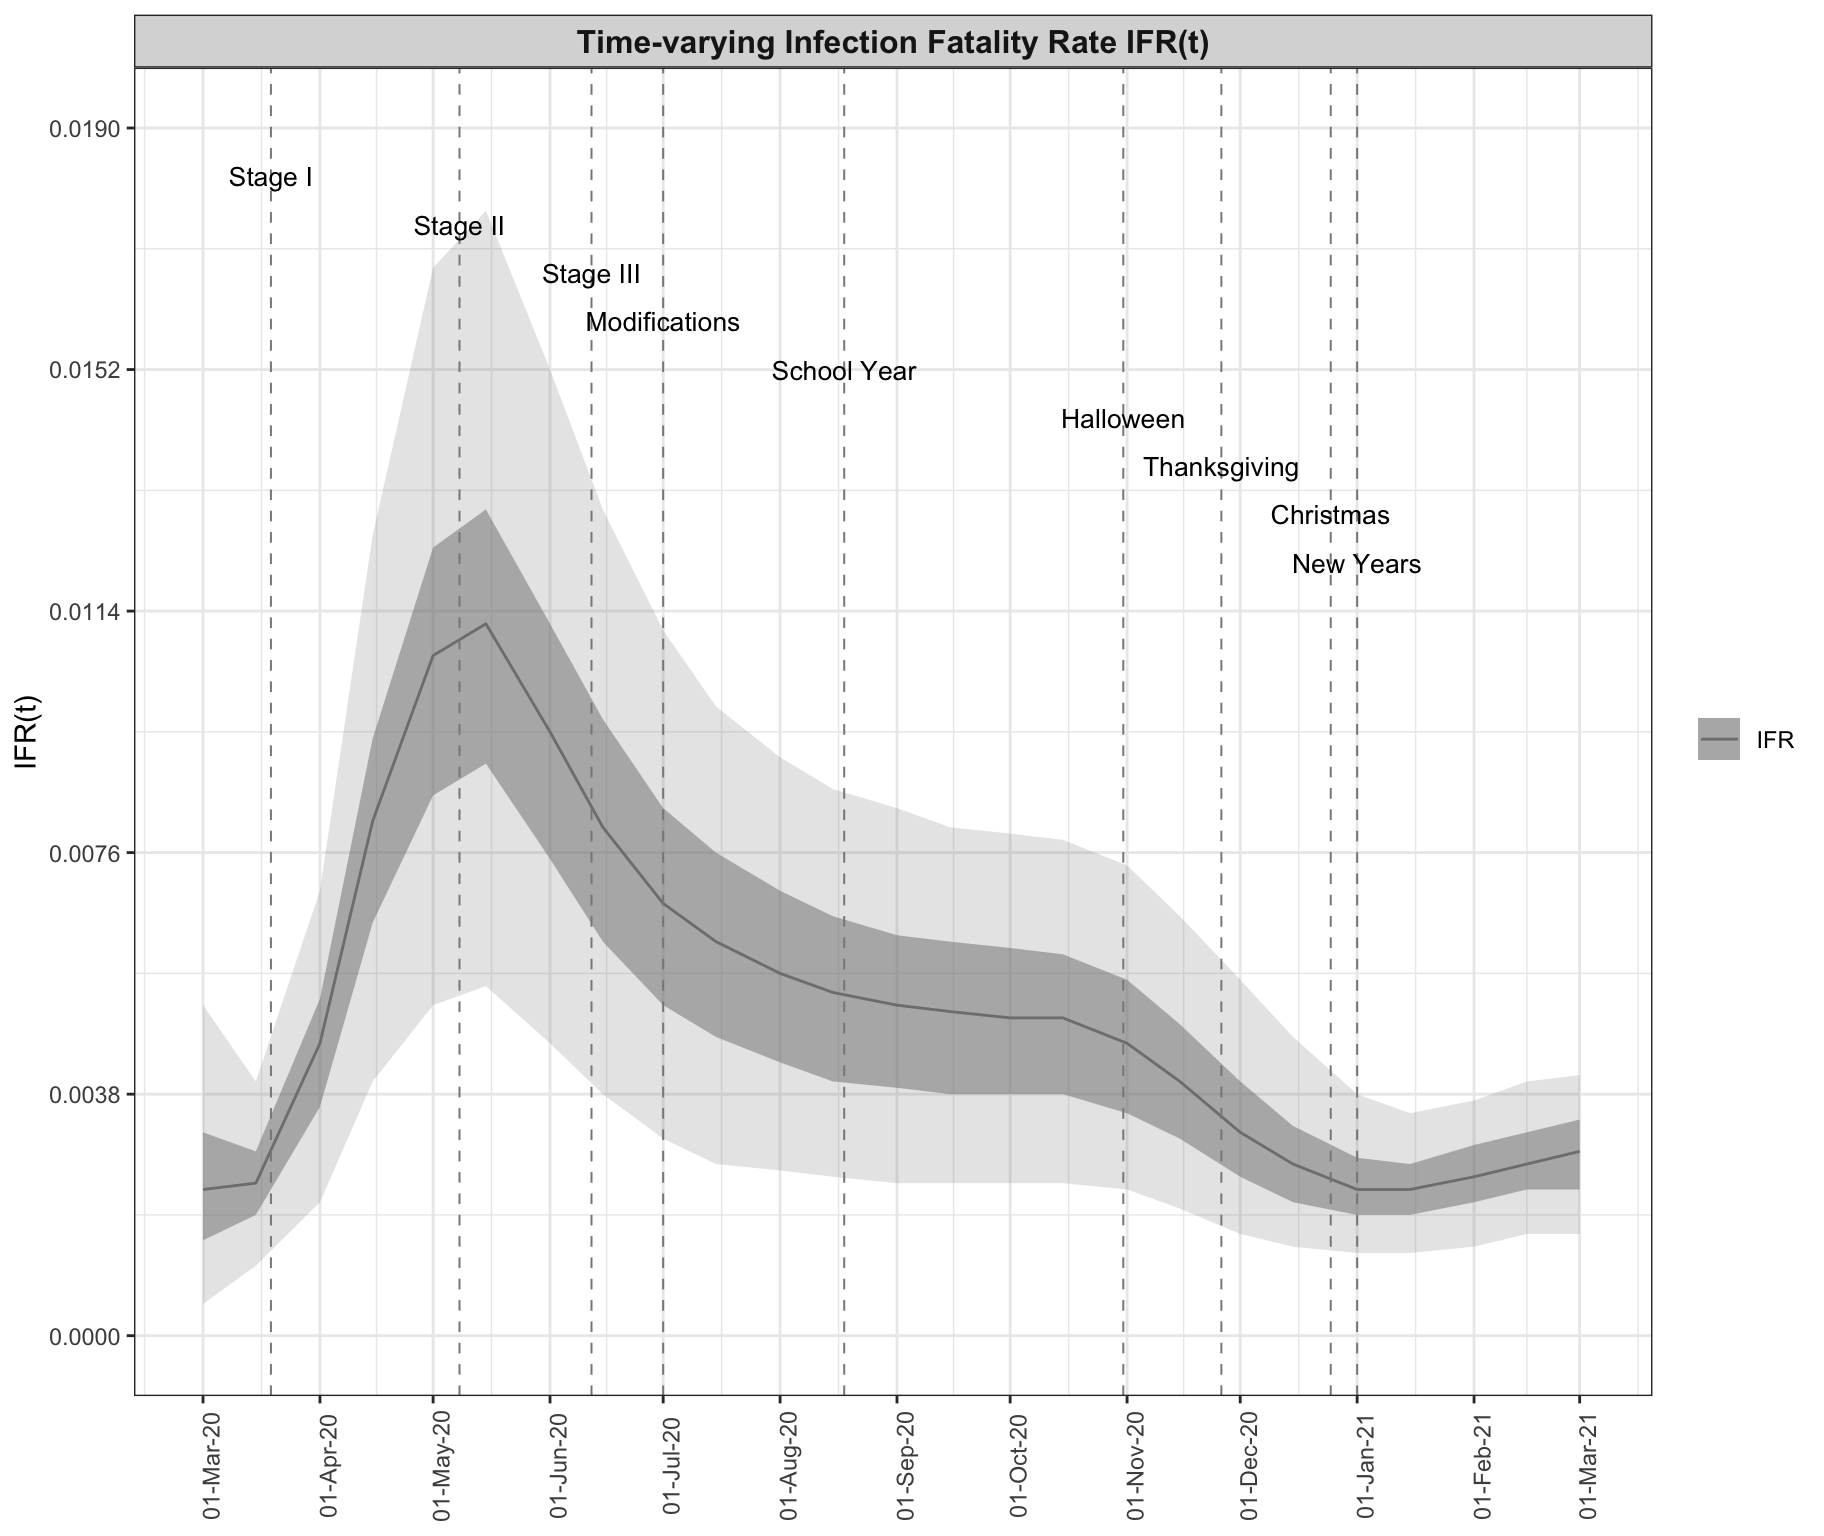 Time-varying Infection Fatality Rate IFR(t)
0.0190
Stage I
Stage II
Stage III
Modifications
0.0152
School Year
Halloween
Thanksgiving
Christmas
New Years
0.0114
IFR(t)
IFR
0.0076
0.0038
0.0000
01-Mar-20
01-Apr-20
01-May-20
01-Jun-20
01-Jul-20
01-Aug-20
01-Sep-20
01-Oct-20
01-Nov-20
01-Dec-20
01-Jan-21
01-Feb-21
01-Mar-21